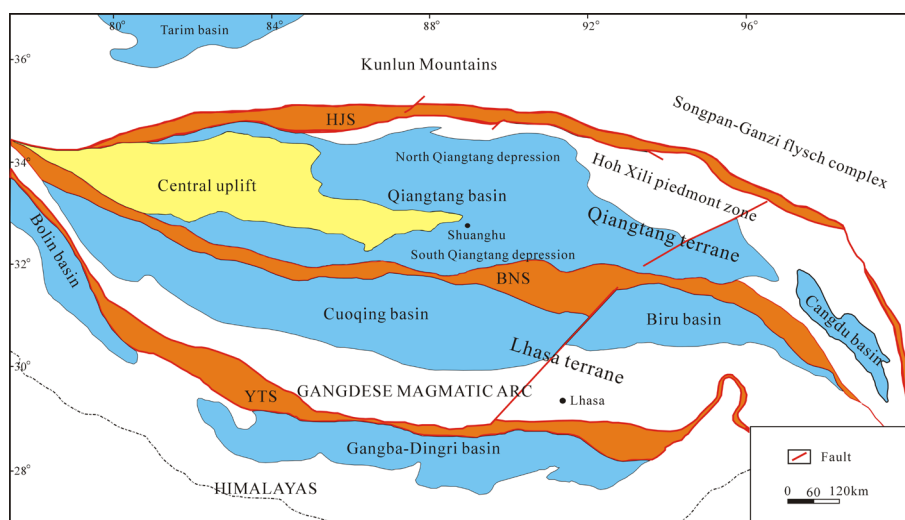 80° 88° 92° 96°
Tarim basin
36°
Kunlun Mountains
Songpan-Ganzi flysch complex
HJS
34°
North Qiangtang depression
Hoh Xili piedmont zone
Central uplift
Qiangtang basin
Qiangtang terrane
Shuanghu
South Qiangtang depression
Bolin basin
32°
BNS
Cuoqing basin
Biru basin
Cangdu basin
Lhasa terrane
30°
YTS
GANGDESE MAGMATIC ARC
Lhasa
Gangba-Dingri basin
28°
HIMALAYAS
Fault
0 60 120km